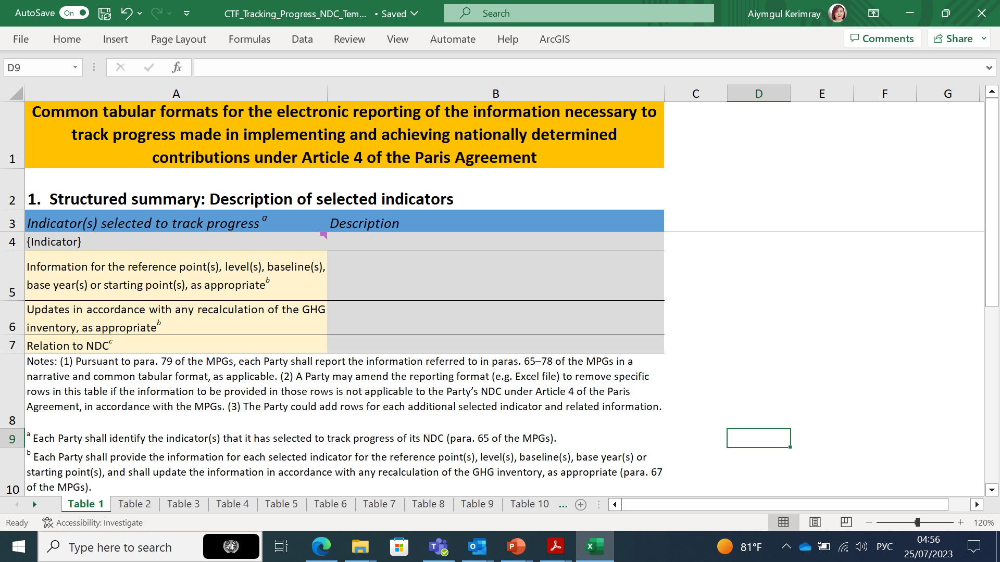 AutoSave On CTF_Tracking_Progress_NDC_Tem... • Saved Search Aiymgul Kerimray
File Home Insert Page Layout Formulas Data Review View Automate Help ArcGIS Comments Share
D9 fx
A B C D E F G
1 Common tabular formats for the electronic reporting of the information necessary to
track progress made in implementing and achieving nationally determined
contributions under Article 4 of the Paris Agreement
2 1. Structured summary: Description of selected indicators
3 Indicator(s) selected to track progress a Description
4 {Indicator}
5 Information for the reference point(s), level(s), baseline(s),
base year(s) or starting point(s), as appropriate b
6 Updates in accordance with any recalculation of the GHG
inventory, as appropriate b
7 Relation to NDC c
8 Notes: (1) Pursuant to para. 79 of the MPGs, each Party shall report the information referred to in paras. 65–78 of the MPGs in a
narrative and common tabular format, as applicable. (2) A Party may amend the reporting format (e.g. Excel file) to remove specific
rows in this table if the information to be provided in those rows is not applicable to the Party’s NDC under Article 4 of the Paris
Agreement, in accordance with the MPGs. (3) The Party could add rows for each additional selected indicator and related information.
9 a Each Party shall identify the indicator(s) that it has selected to track progress of its NDC (para. 65 of the MPGs).
10 b Each Party shall provide the information for each selected indicator for the reference point(s), level(s), baseline(s), base year(s) or
starting point(s), and shall update the information in accordance with any recalculation of the GHG inventory, as appropriate (para. 67
of the MPGs).
Table 1 Table 2 Table 3 Table 4 Table 5 Table 6 Table 7 Table 8 Table 9 Table 10 ...
Ready Accessibility: Investigate 120%
Type here to search 81°F РУС 04:56
25/07/2023